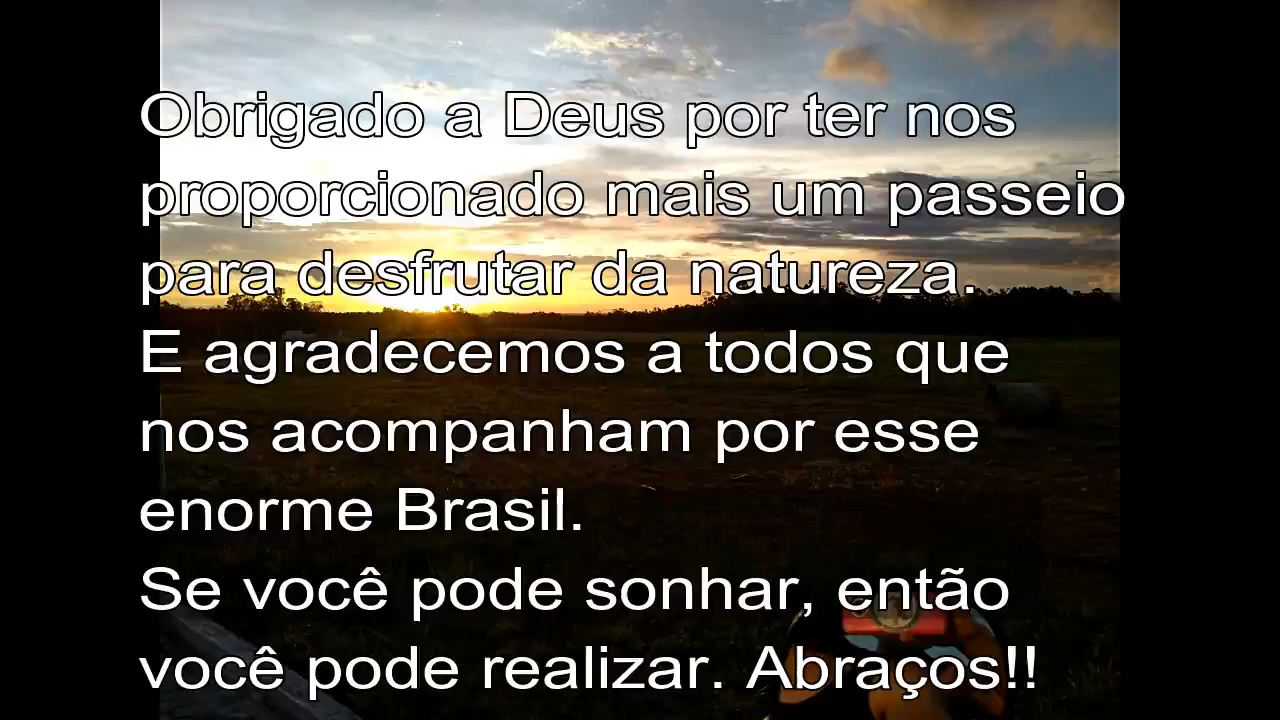 Obrigado a Deus por ter nos
proporcionado mais um passeio
para desfrutar da natureza.
E agradecemos a todos que
nos acompanham por esse
enorme Brasil.
Se você pode sonhar, então
você pode realizar. Abraços!!